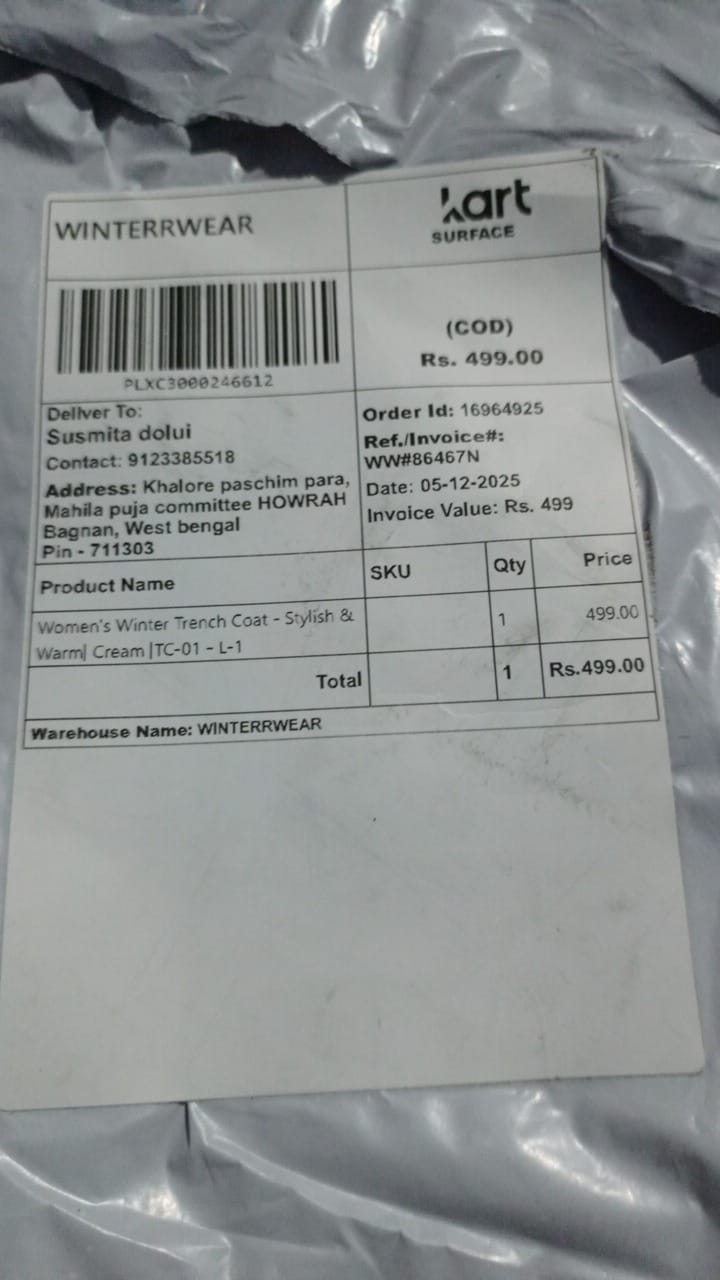 WINTERRWEAR
kart
SURFACE
PLXC3000246612
(COD)
Rs. 499.00
Deliver To:
Susmita dolui
Contact: 9123385518
Address: Khalore paschim para,
Mahila puja committee HOWRAH
Bagnan, West bengal
Pin - 711303
Order Id: 16964925
Ref./Invoice#:
WW#86467N
Date: 05-12-2025
Invoice Value: Rs. 499
Product Name SKU Qty Price
Women's Winter Trench Coat - Stylish & 1 499.00
Warm| Cream |TC-01 - L-1
Total 1 Rs.499.00
Warehouse Name: WINTERRWEAR